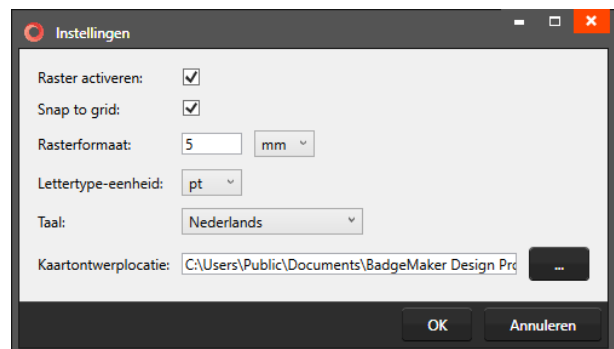 Instellingen
Raster activeren:
Snap to grid:
Rasterformaat: 5 mm
Lettertype-eenheid: pt
Taal: Nederlands
Kaartontwerplocatie: C:\Users\Public\Documents\BadgeMaker Design Pro ...
OK Annuleren